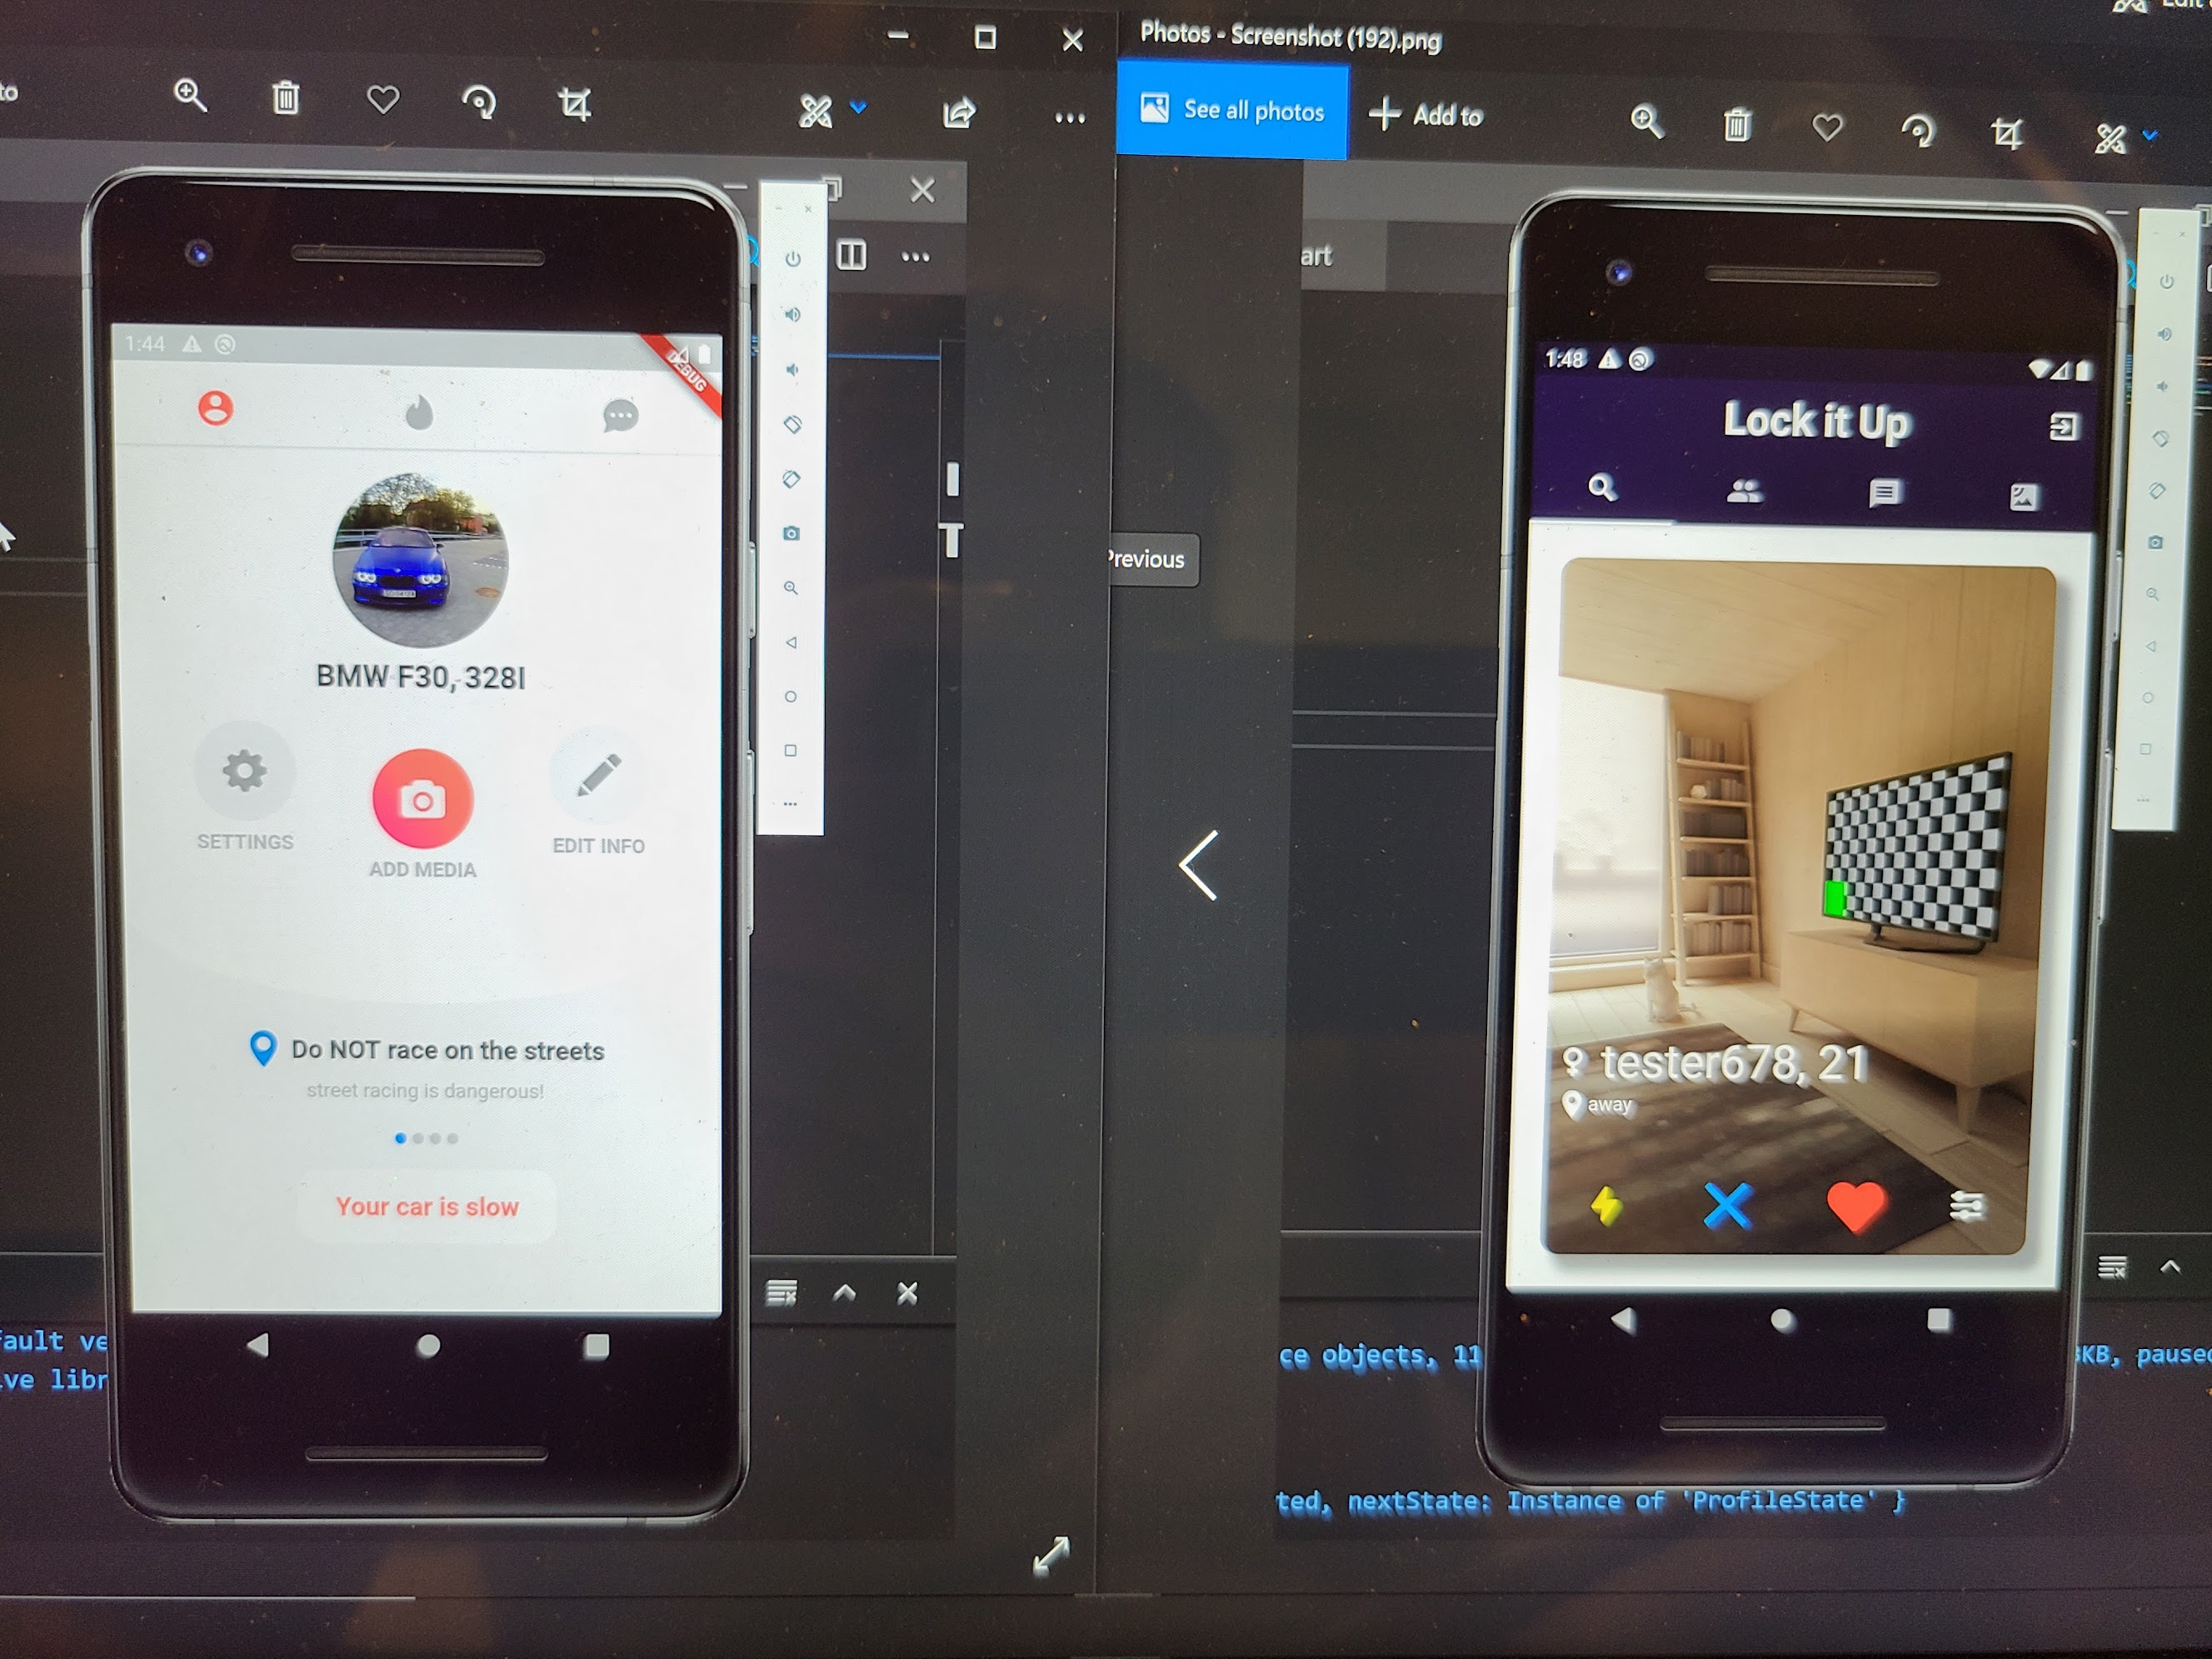 to
Photos - Screenshot (192).png
See all photos
Add to
art
Previous
1:44
DEBUG
BMW F30, 328I
SETTINGS
ADD MEDIA
EDIT INFO
Do NOT race on the streets
street racing is dangerous!
Your car is slow
1:48
Lock it Up
tester678, 21
away
fault ve
ive libr
ce objects, 11
KB, paused
ted, nextState: Instance of 'ProfileState' }